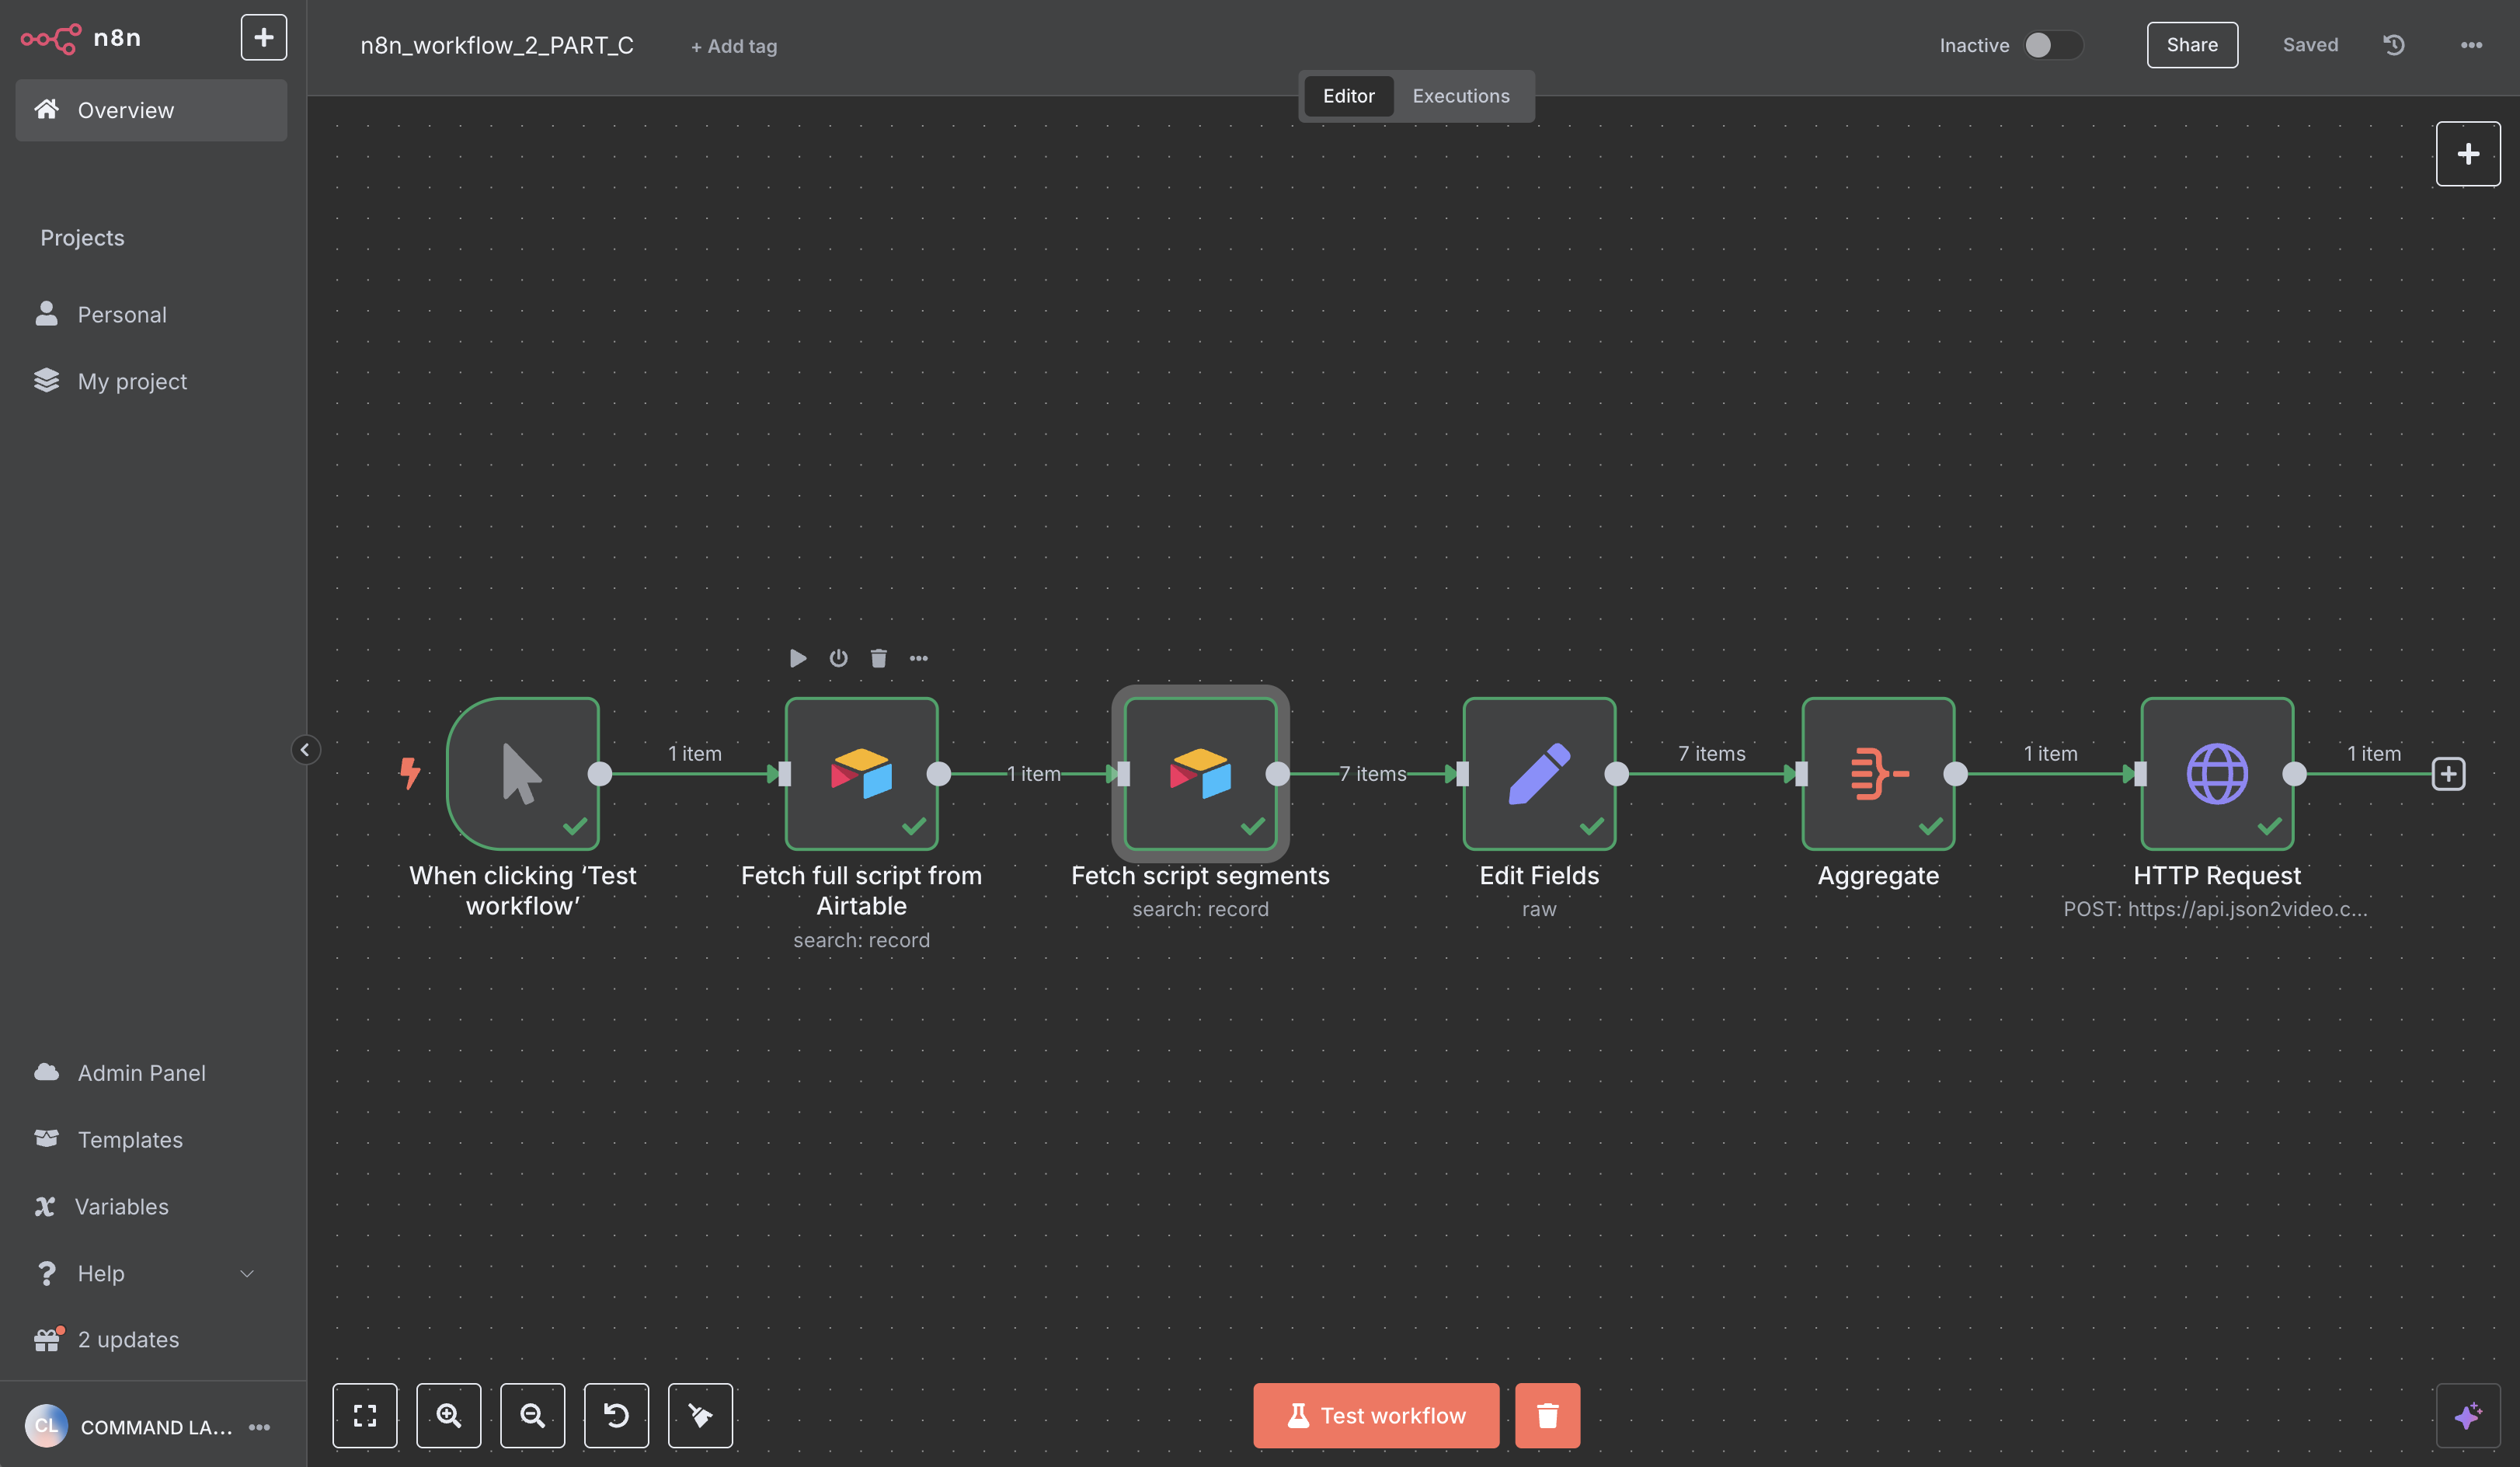 n8n
n8n_workflow_2_PART_C
+ Add tag
Inactive
Share
Saved
Editor
Executions
Overview
Projects
Personal
My project
1 item
1 item
7 items
7 items
1 item
1 item
When clicking ‘Test
workflow’
Fetch full script from
Airtable
search: record
Fetch script segments
search: record
Edit Fields
raw
Aggregate
HTTP Request
POST: https://api.json2video.c...
Admin Panel
Templates
Variables
Help
2 updates
CL
COMMAND LA...
Test workflow